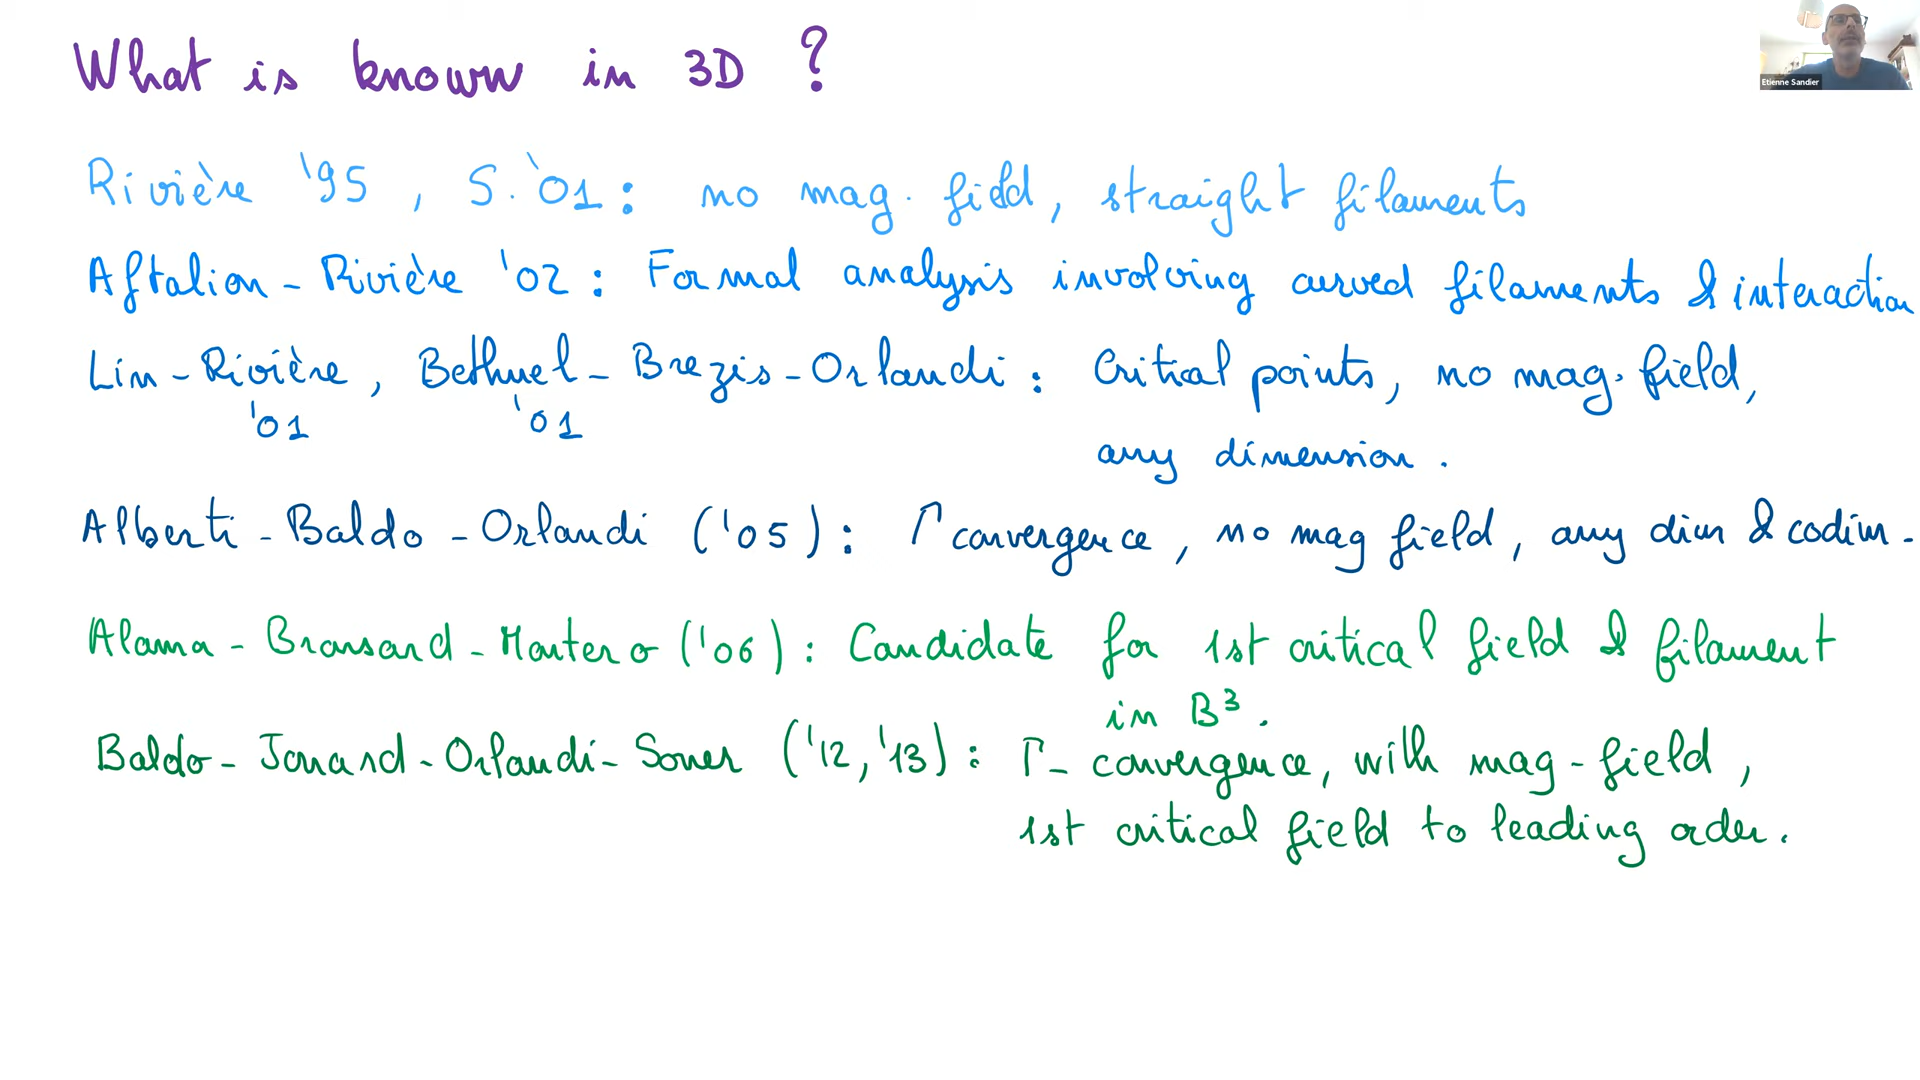 What is known in 3D ?
Etienne Sandier
Rivière '95 , S. '01 : no mag. field, straight filaments
Aftalion - Rivière '02 : Formal analysis involving curved filaments & interaction
Lin - Rivière , Bethuel - Brezis - Orlandi : Critical points, no mag. field,
'01 '01
any dimension .
Alberti - Baldo - Orlandi ('05) : Γ convergence , no mag field , any dim & codim .
Alama - Bronsard - Montero ('06) : Candidate for 1st critical field & filament
in B³ .
Baldo - Jerrard - Orlandi - Soner ('12, '13) : Γ - convergence, with mag - field ,
1st critical field to leading order .